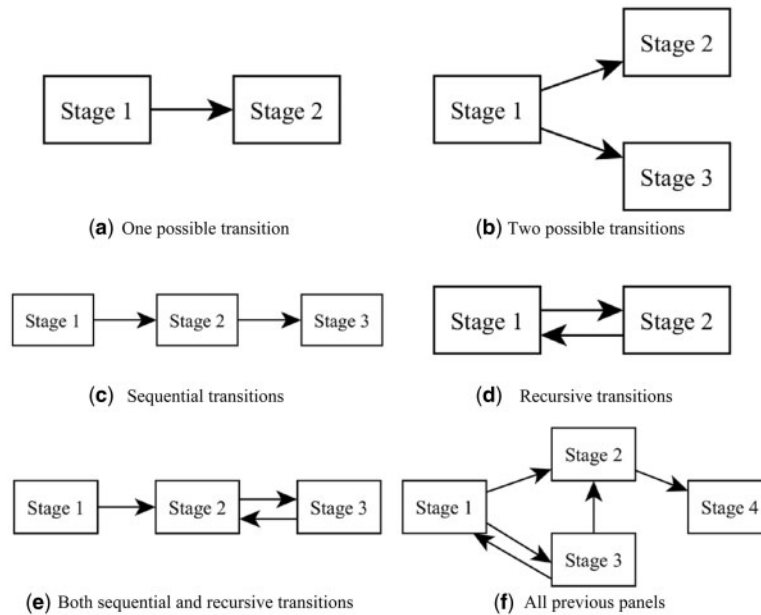 Stage 1
Stage 2
(a) One possible transition
Stage 1
Stage 2
Stage 3
(b) Two possible transitions
Stage 1
Stage 2
Stage 3
(c) Sequential transitions
Stage 1
Stage 2
(d) Recursive transitions
Stage 1
Stage 2
Stage 3
(e) Both sequential and recursive transitions
Stage 1
Stage 2
Stage 3
Stage 4
(f) All previous panels